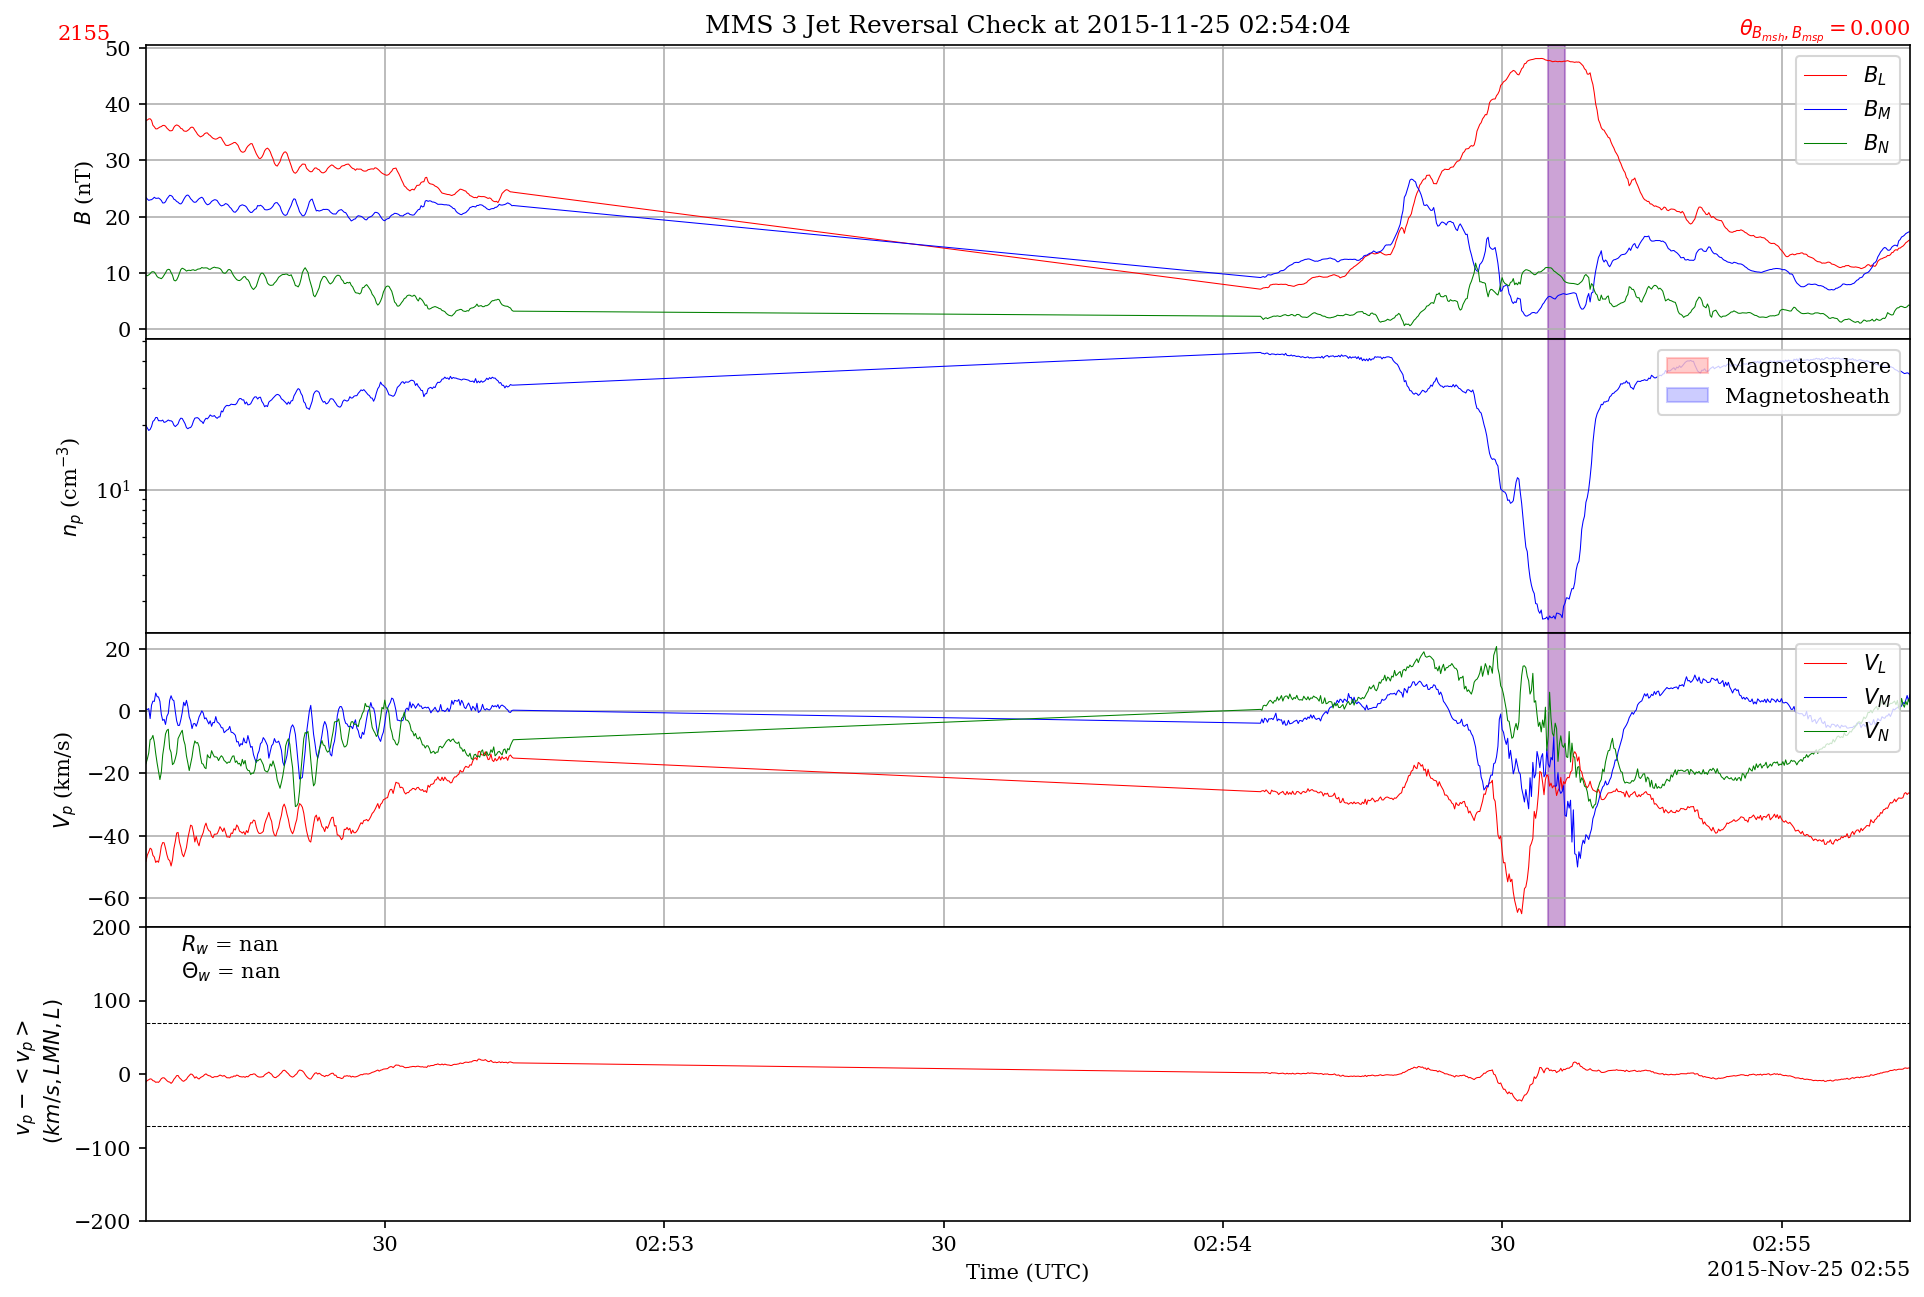 MMS 3 Jet Reversal Check at 2015-11-25 02:54:04
2155
θ_{B_{msh}, B_{msp}} = 0.000
50
40
30
20
10
0
B (nT)
B_L
B_M
B_N
10^1
n_p (cm^{-3})
Magnetosphere
Magnetosheath
20
0
−20
−40
−60
V_p (km/s)
V_L
V_M
V_N
200
100
0
−100
−200
v_p − < v_p >
(km/s, LMN, L)
R_w = nan
Θ_w = nan
30
02:53
30
02:54
30
02:55
Time (UTC)
2015-Nov-25 02:55